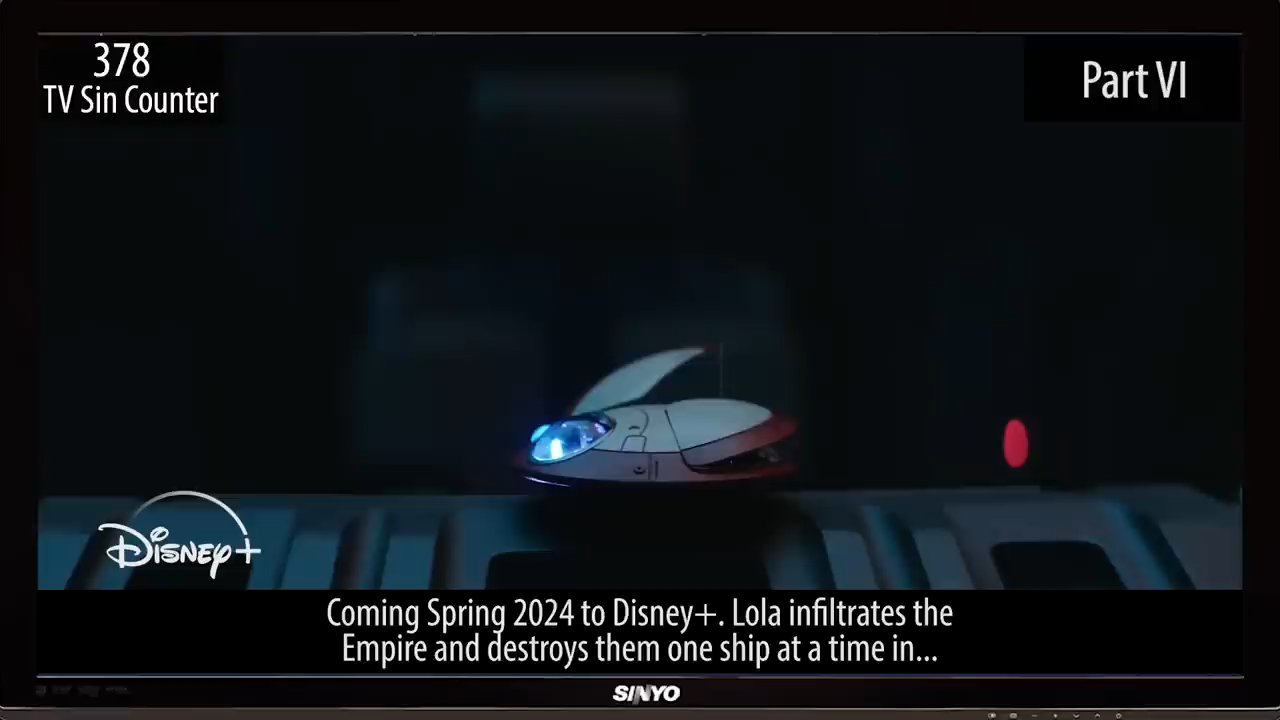 378
TV Sin Counter
Part VI
Disney+
Coming Spring 2024 to Disney+. Lola infiltrates the
Empire and destroys them one ship at a time in...
SINYO